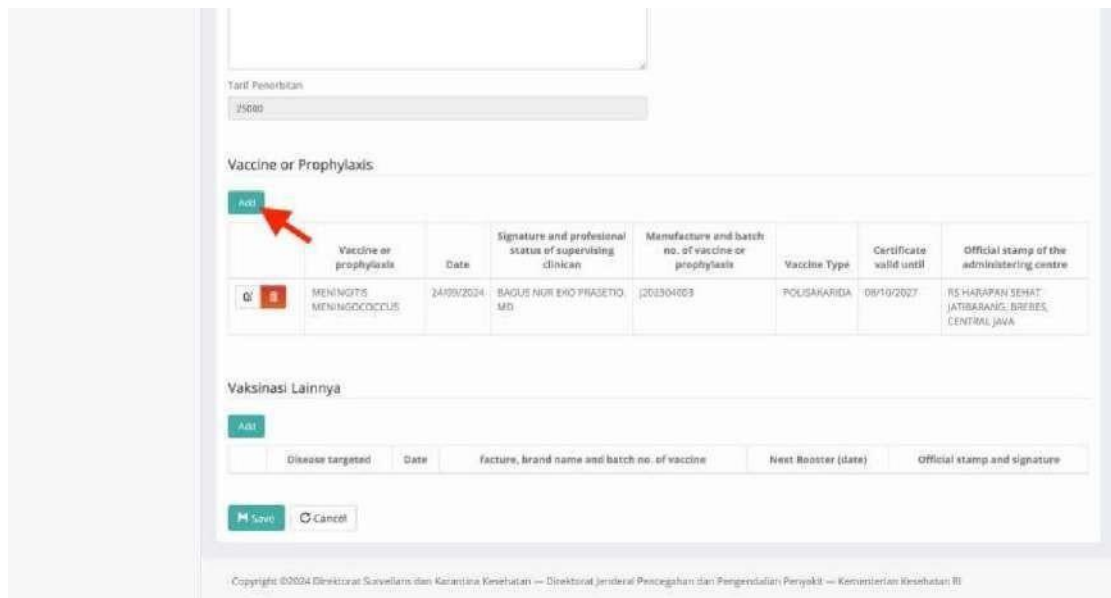 Tarif Penerbitan
25000
Vaccine or Prophylaxis
Add
Vaccine or prophylaxis
Date
Signature and profesional status of supervising clinican
Manufacture and batch no. of vaccine or prophylaxis
Vaccine Type
Certificate valid until
Official stamp of the administering centre
MENINGITIS MENINGOCOCCUS
24/09/2024
BAGUS NUR EKO PRASETIO, MD
J202304003
POLISAKARIDA
08/10/2027
RS HARAPAN SEHAT JATIBARANG, BREBES, CENTRAL JAVA
Vaksinasi Lainnya
Add
Disease targeted
Date
facture, brand name and batch no. of vaccine
Next Booster (date)
Official stamp and signature
Save
Cancel
Copyright ©2024 Direktorat Surveilans dan Karantina Kesehatan — Direktorat Jenderal Pencegahan dan Pengendalian Penyakit — Kementerian Kesehatan RI